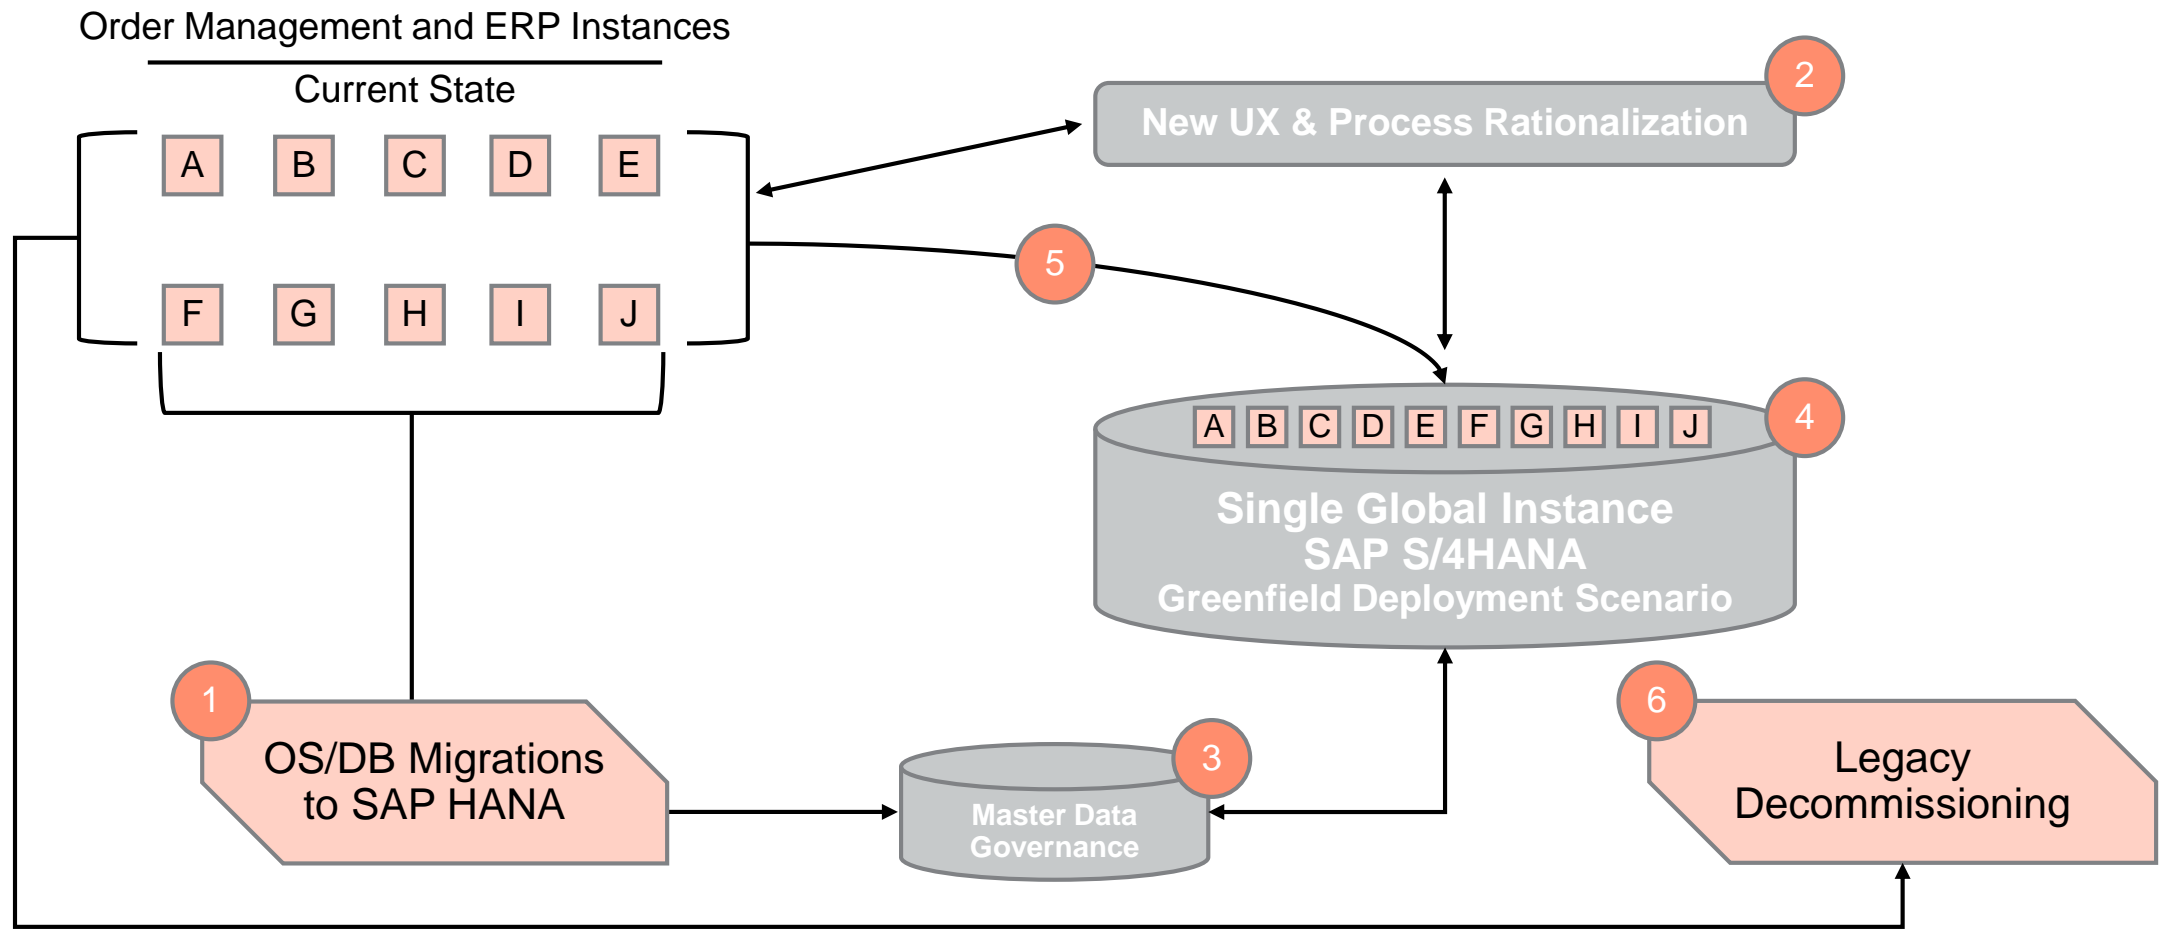 Order Management and ERP Instances
Current State
A B C D E
F G H I J
2
New UX & Process Rationalization
5
4
A B C D E F G H I J
Single Global Instance
SAP S/4HANA
Greenfield Deployment Scenario
1
OS/DB Migrations
to SAP HANA
3
Master Data
Governance
6
Legacy
Decommissioning